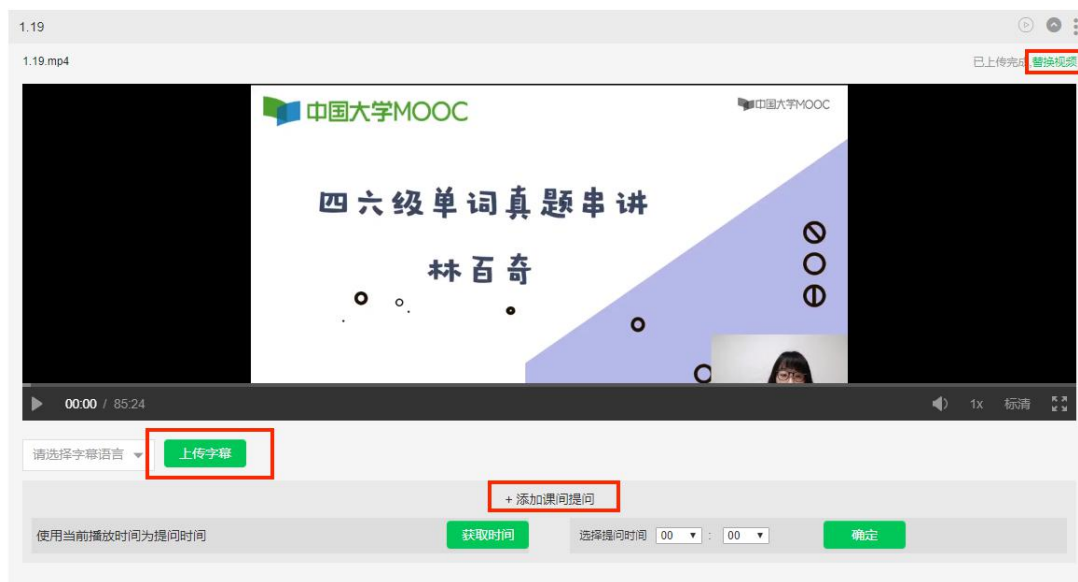 1.19
1.19.mp4
已上传完成,替换视频
中国大学MOOC
中国大学MOOC
四六级单词真题串讲
林百奇
00:00 / 85:24
1x 标清
请选择字幕语言 上传字幕
+ 添加课间提问
使用当前播放时间为提问时间 获取时间 选择提问时间 00 : 00 确定